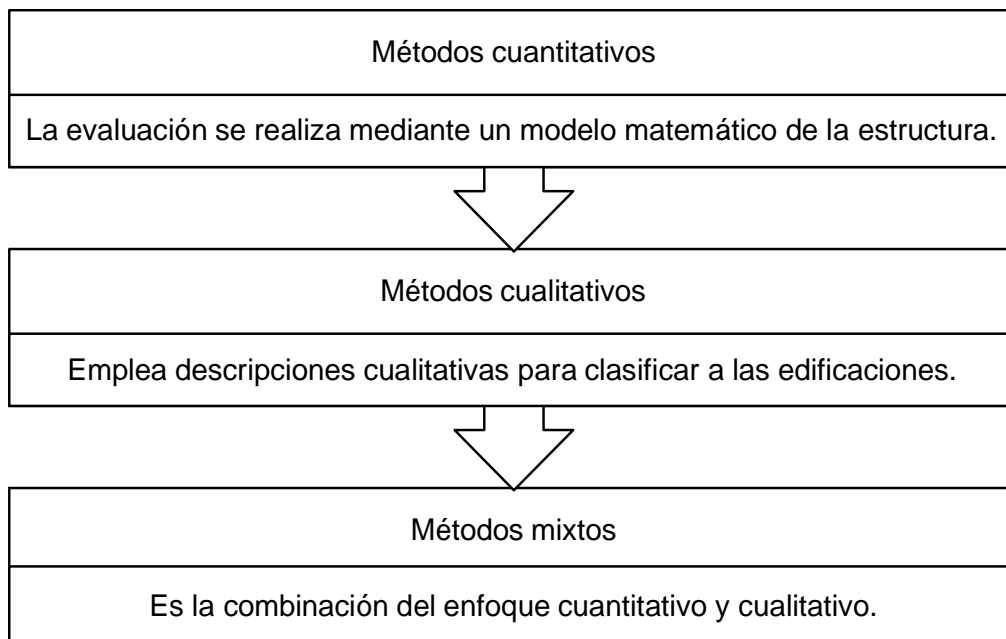 Métodos cuantitativos
La evaluación se realiza mediante un modelo matemático de la estructura.
Métodos cualitativos
Emplea descripciones cualitativas para clasificar a las edificaciones.
Métodos mixtos
Es la combinación del enfoque cuantitativo y cualitativo.